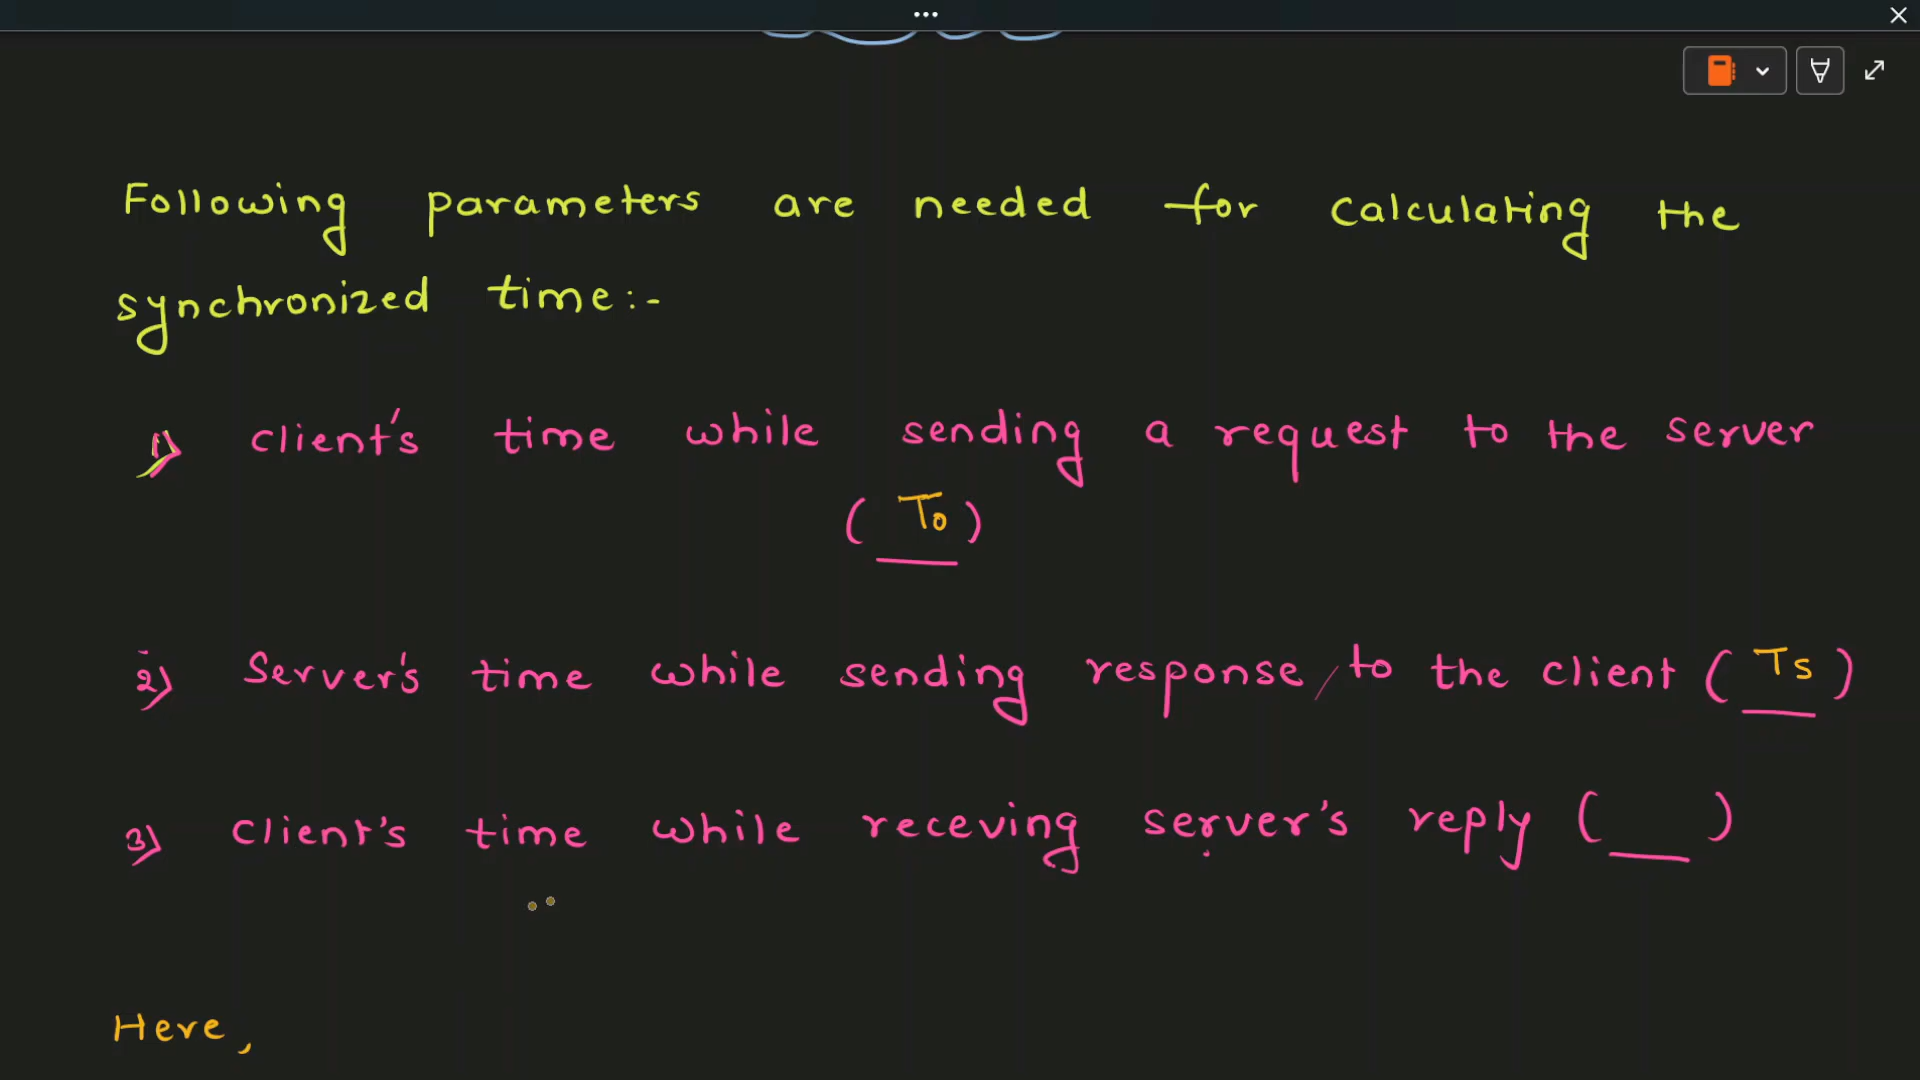 Following parameters are needed for calculating the
synchronized time:-
1) client's time while sending a request to the server
( To )
2) Server's time while sending response, to the client ( Ts )
3) client's time while receving server's reply ( __ )
Here,